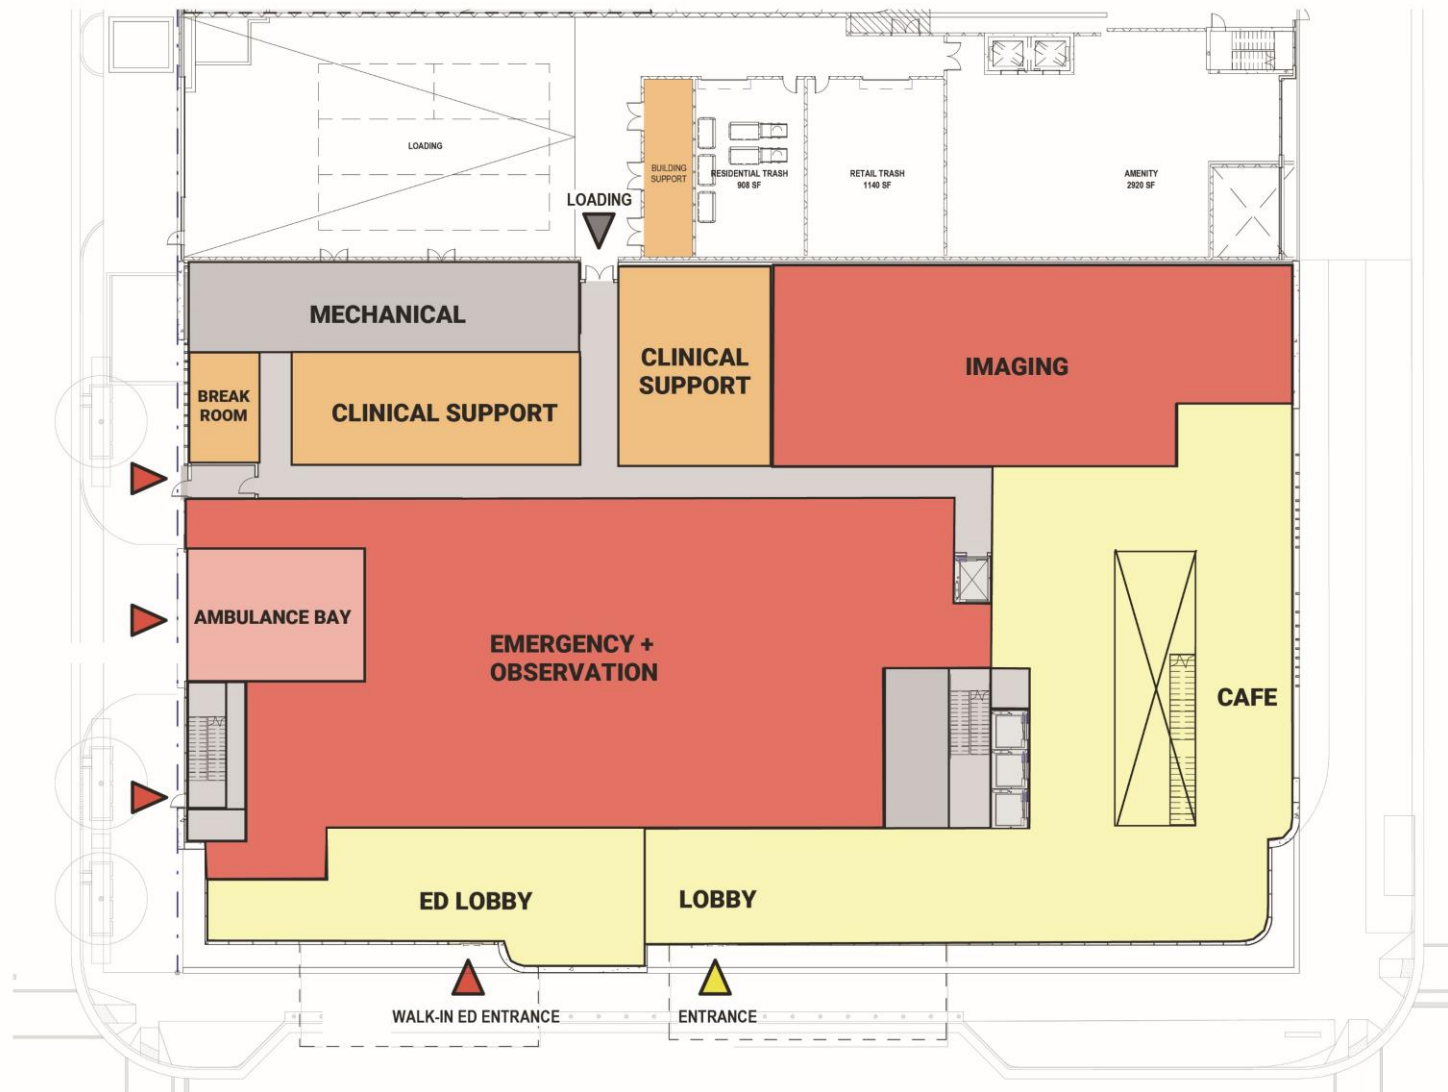 LOADING
BUILDING
SUPPORT
RESIDENTIAL TRASH
908 SF
RETAIL TRASH
1140 SF
AMENITY
2920 SF
LOADING
MECHANICAL
CLINICAL
SUPPORT
IMAGING
BREAK
ROOM
CLINICAL SUPPORT
AMBULANCE BAY
EMERGENCY +
OBSERVATION
CAFE
ED LOBBY
LOBBY
WALK-IN ED ENTRANCE
ENTRANCE